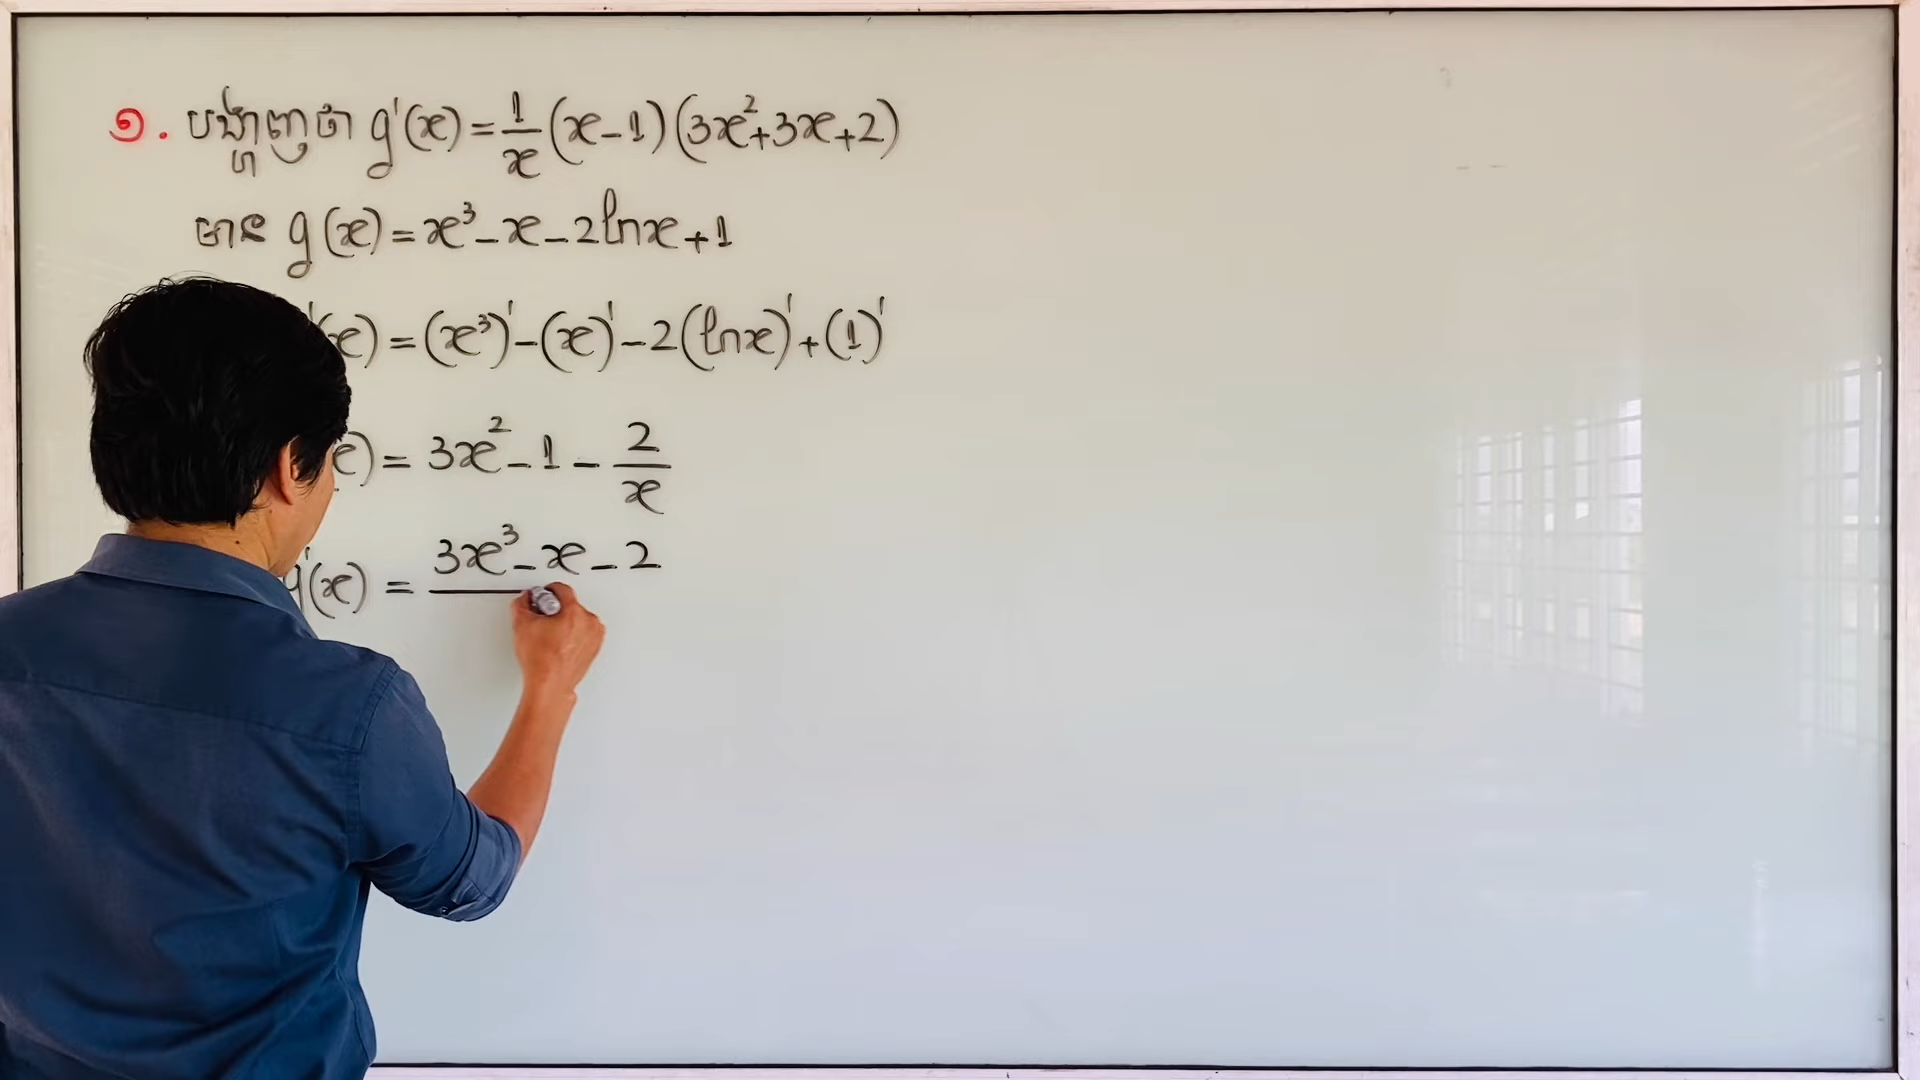 ១. បង្ហាញថា g'(x) = 1/x (x-1)(3x²+3x+2)
មាន g(x) = x³ - x - 2lnx + 1
'(x) = (x³)' - (x)' - 2(lnx)' + (1)'
x) = 3x² - 1 - 2/x
g'(x) = 3x³ - x - 2